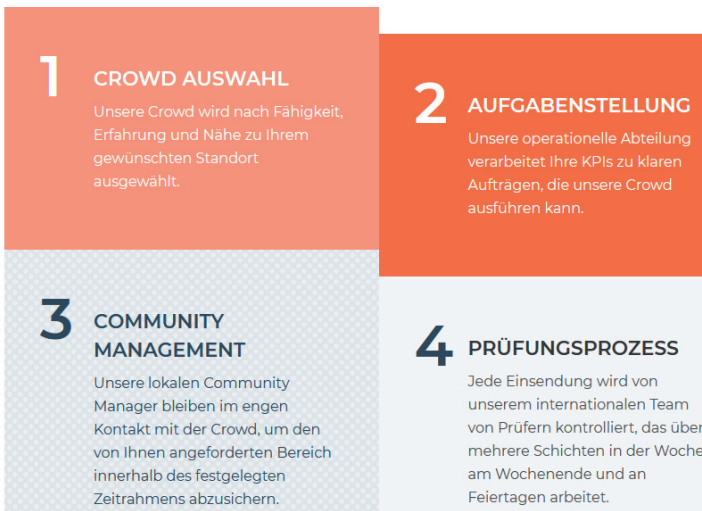 1
CROWD AUSWAHL
Unsere Crowd wird nach Fähigkeit,
Erfahrung und Nähe zu Ihrem
gewünschten Standort
ausgewählt.
2
AUFGABENSTELLUNG
Unsere operationelle Abteilung
verarbeitet Ihre KPIs zu klaren
Aufträgen, die unsere Crowd
ausführen kann.
3
COMMUNITY
MANAGEMENT
Unsere lokalen Community
Manager bleiben im engen
Kontakt mit der Crowd, um den
von Ihnen angeforderten Bereich
innerhalb des festgelegten
Zeitrahmens abzusichern.
4
PRÜFUNGSPROZESS
Jede Einsendung wird von
unserem internationalen Team
von Prüfern kontrolliert, das über
mehrere Schichten in der Woche
am Wochenende und an
Feiertagen arbeitet.